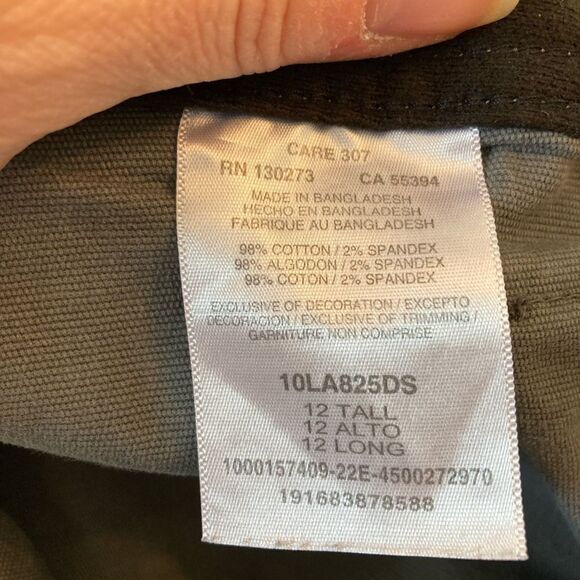 CARE 307
RN 130273 CA 55394
MADE IN BANGLADESH
HECHO EN BANGLADESH
FABRIQUE AU BANGLADESH
98% COTTON / 2% SPANDEX
98% ALGODON / 2% SPANDEX
98% COTON / 2% SPANDEX
EXCLUSIVE OF DECORATION / EXCEPTO
DECORACION / EXCLUSIVE OF TRIMMING /
GARNITURE NON COMPRISE
10LA825DS
12 TALL
12 ALTO
12 LONG
1000157409-22E-4500272970
191683878588